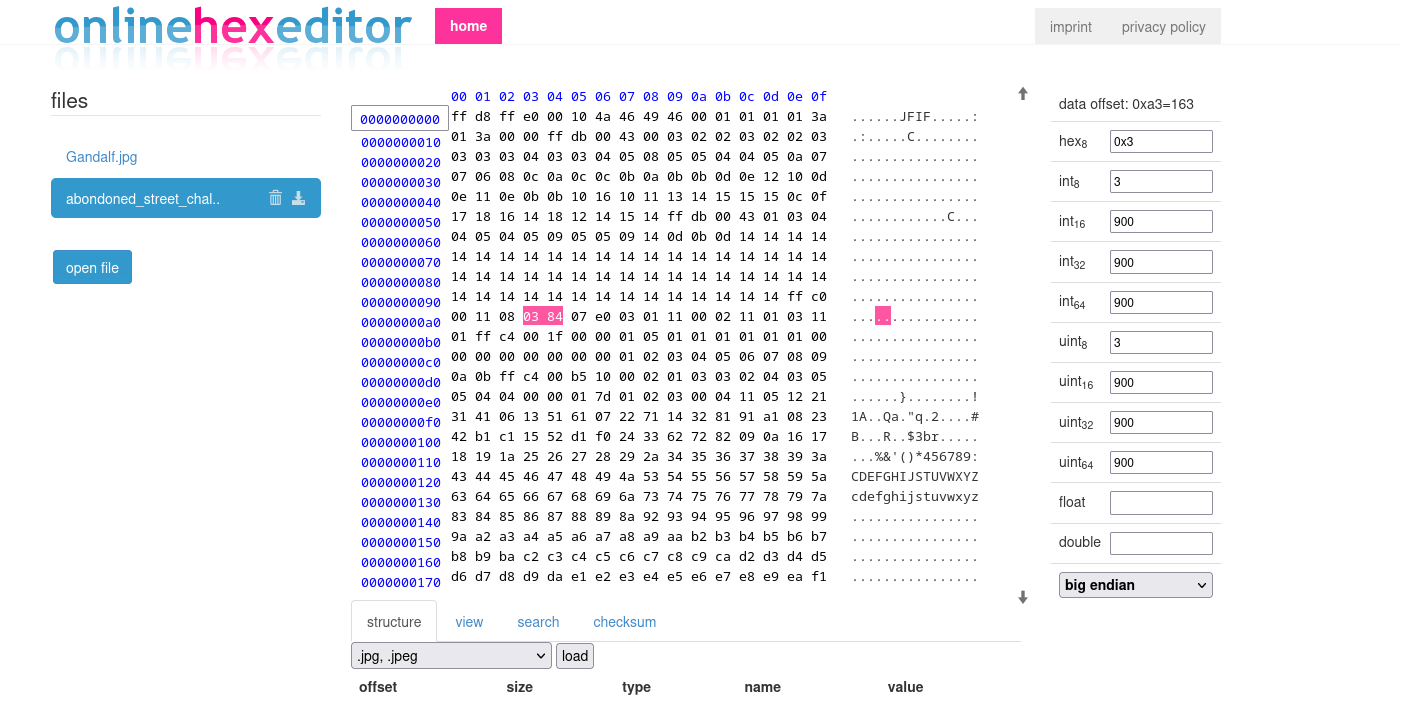 onlinehexeditor
home
imprint
privacy policy
files
Gandalf.jpg
abondoned_street_chal..
open file
00 01 02 03 04 05 06 07 08 09 0a 0b 0c 0d 0e 0f
0000000000 ff d8 ff e0 00 10 4a 46 49 46 00 01 01 01 01 3a ......JFIF.....:
0000000010 01 3a 00 00 ff db 00 43 00 03 02 02 03 02 02 03 .:.....C........
0000000020 03 03 03 04 03 03 04 05 08 05 05 04 04 05 0a 07 ................
0000000030 07 06 08 0c 0a 0c 0c 0b 0a 0b 0b 0d 0e 12 10 0d ................
0000000040 0e 11 0e 0b 0b 10 16 10 11 13 14 15 15 15 0c 0f ................
0000000050 17 18 16 14 18 12 14 15 14 ff db 00 43 01 03 04 ............C...
0000000060 04 05 04 05 09 05 05 09 14 0d 0b 0d 14 14 14 14 ................
0000000070 14 14 14 14 14 14 14 14 14 14 14 14 14 14 14 14 ................
0000000080 14 14 14 14 14 14 14 14 14 14 14 14 14 14 14 14 ................
0000000090 14 14 14 14 14 14 14 14 14 14 14 14 14 14 ff c0 ................
00000000a0 00 11 08 03 84 07 e0 03 01 11 00 02 11 01 03 11 ................
00000000b0 01 ff c4 00 1f 00 00 01 05 01 01 01 01 01 01 00 ................
00000000c0 00 00 00 00 00 00 00 01 02 03 04 05 06 07 08 09 ................
00000000d0 0a 0b ff c4 00 b5 10 00 02 01 03 03 02 04 03 05 ................
00000000e0 05 04 04 00 00 01 7d 01 02 03 00 04 11 05 12 21 ......}........!
00000000f0 31 41 06 13 51 61 07 22 71 14 32 81 91 a1 08 23 1A..Qa."q.2....#
0000000100 42 b1 c1 15 52 d1 f0 24 33 62 72 82 09 0a 16 17 B...R..$3br.....
0000000110 18 19 1a 25 26 27 28 29 2a 34 35 36 37 38 39 3a ...%&'()*456789:
0000000120 43 44 45 46 47 48 49 4a 53 54 55 56 57 58 59 5a CDEFGHIJSTUVWXYZ
0000000130 63 64 65 66 67 68 69 6a 73 74 75 76 77 78 79 7a cdefghijstuvwxyz
0000000140 83 84 85 86 87 88 89 8a 92 93 94 95 96 97 98 99 ................
0000000150 9a a2 a3 a4 a5 a6 a7 a8 a9 aa b2 b3 b4 b5 b6 b7 ................
0000000160 b8 b9 ba c2 c3 c4 c5 c6 c7 c8 c9 ca d2 d3 d4 d5 ................
0000000170 d6 d7 d8 d9 da e1 e2 e3 e4 e5 e6 e7 e8 e9 ea f1 ................
data offset: 0xa3=163
hex8 0x3
int8 3
int16 900
int32 900
int64 900
uint8 3
uint16 900
uint32 900
uint64 900
float
double
big endian
structure view search checksum
.jpg, .jpeg load
offset size type name value